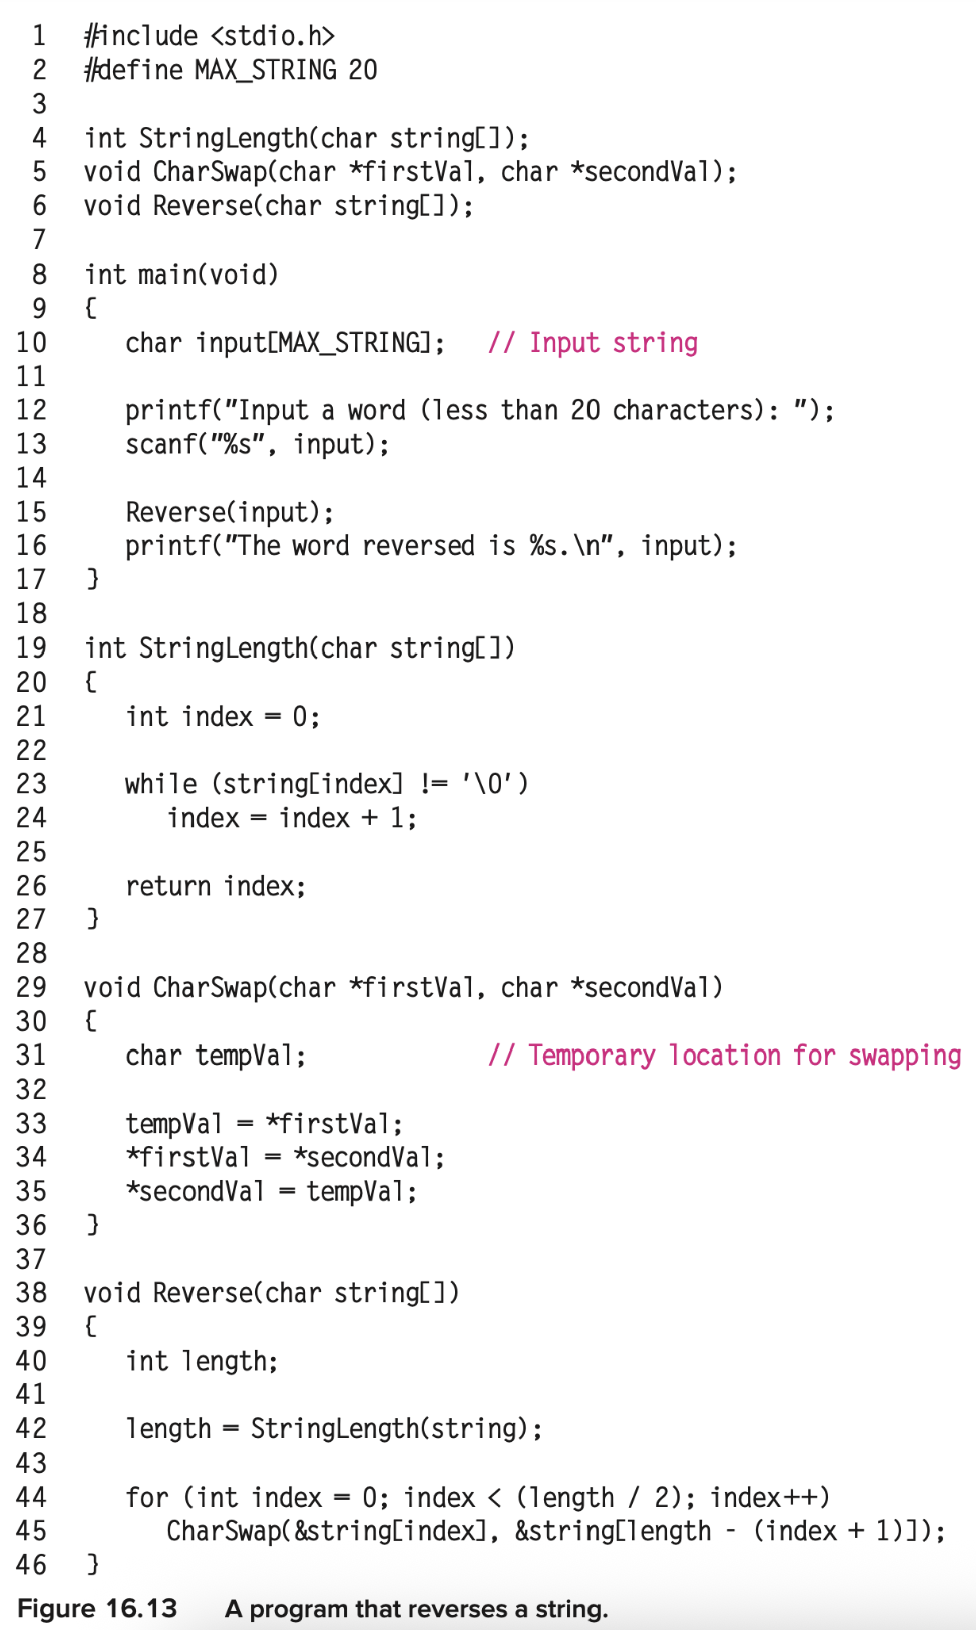 1 #include <stdio.h>
2 #define MAX_STRING 20
3
4 int StringLength(char string[]);
5 void CharSwap(char *firstVal, char *secondVal);
6 void Reverse(char string[]);
7
8 int main(void)
9 {
10    char input[MAX_STRING];   // Input string
11
12    printf("Input a word (less than 20 characters): ");
13    scanf("%s", input);
14
15    Reverse(input);
16    printf("The word reversed is %s.\n", input);
17 }
18
19 int StringLength(char string[])
20 {
21    int index = 0;
22
23    while (string[index] != '\0')
24       index = index + 1;
25
26    return index;
27 }
28
29 void CharSwap(char *firstVal, char *secondVal)
30 {
31    char tempVal;             // Temporary location for swapping
32
33    tempVal = *firstVal;
34    *firstVal = *secondVal;
35    *secondVal = tempVal;
36 }
37
38 void Reverse(char string[])
39 {
40    int length;
41
42    length = StringLength(string);
43
44    for (int index = 0; index < (length / 2); index++)
45       CharSwap(&string[index], &string[length - (index + 1)]);
46 }
Figure 16.13 A program that reverses a string.